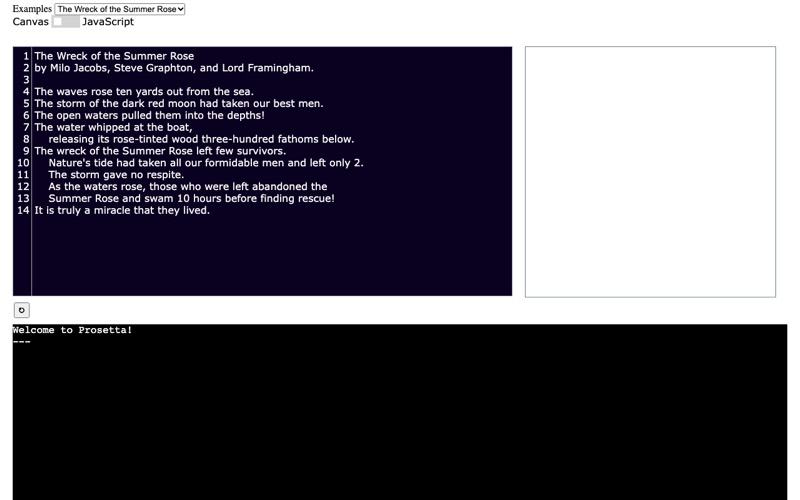 Examples The Wreck of the Summer Rose
Canvas JavaScript
1 The Wreck of the Summer Rose
2 by Milo Jacobs, Steve Graphton, and Lord Framingham.
3
4 The waves rose ten yards out from the sea.
5 The storm of the dark red moon had taken our best men.
6 The open waters pulled them into the depths!
7 The water whipped at the boat,
8 releasing its rose-tinted wood three-hundred fathoms below.
9 The wreck of the Summer Rose left few survivors.
10 Nature's tide had taken all our formidable men and left only 2.
11 The storm gave no respite.
12 As the waters rose, those who were left abandoned the
13 Summer Rose and swam 10 hours before finding rescue!
14 It is truly a miracle that they lived.
↻
Welcome to Prosetta!
---